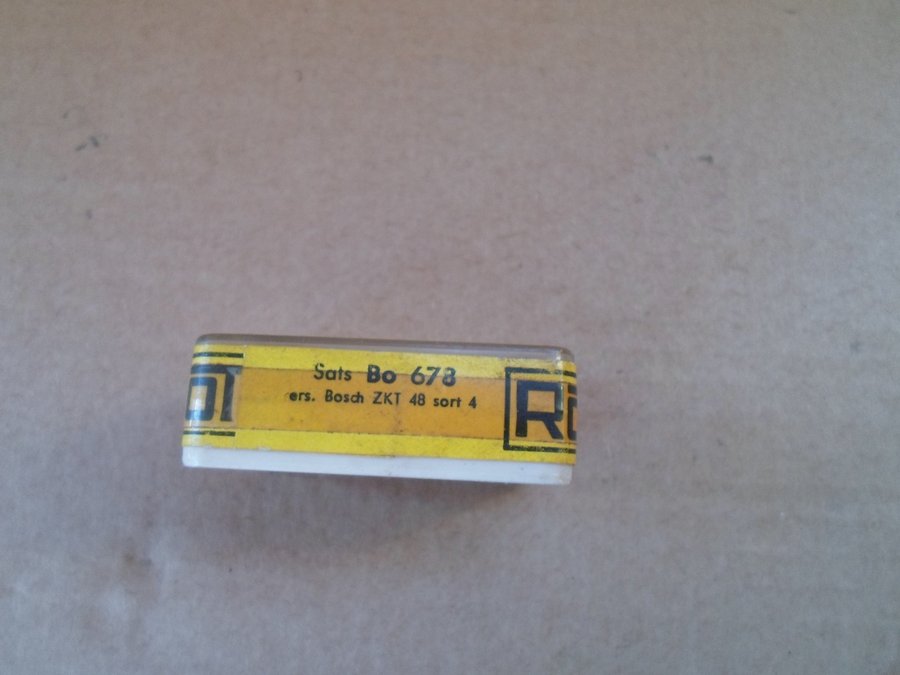 Sats Bo 678
ers. Bosch ZKT 48 sort 4